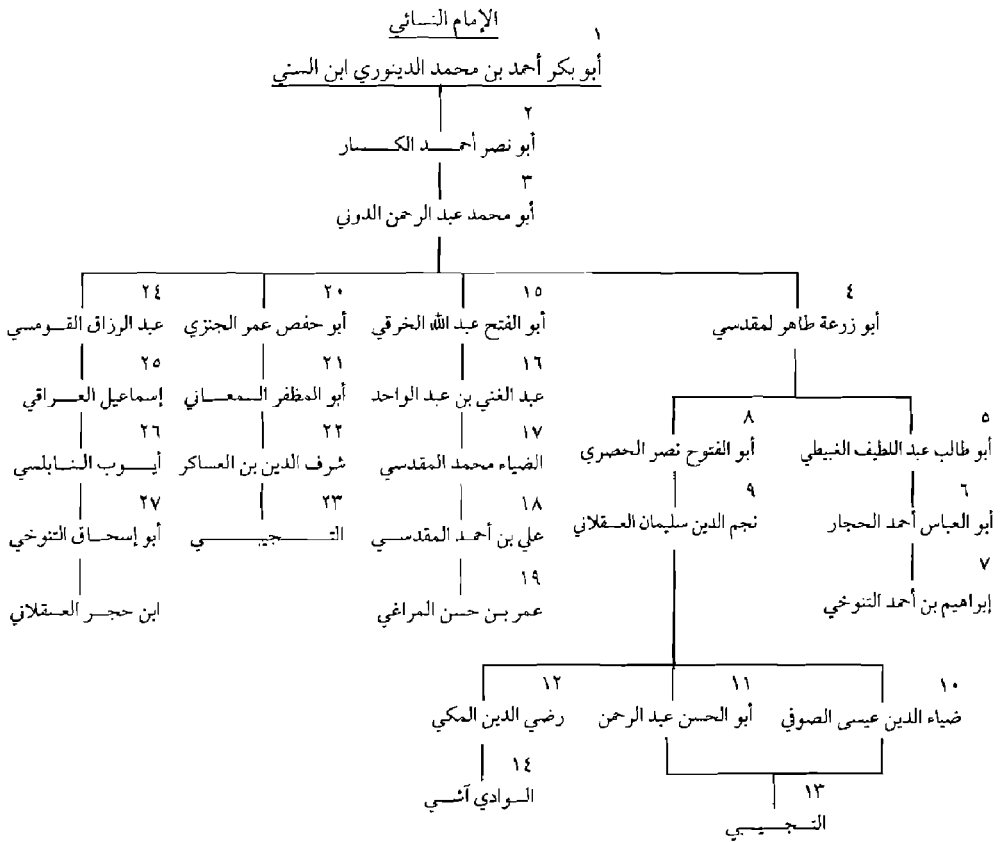 الإمام النسائي
١
أبو بكر أحمد بن محمد الدينوري ابن السني
٢
أبو نصر أحمد الكسار
٣
أبو محمد عبد الرحمن الدوني
٤
أبو زرعة طاهر لمقدسي
١٥
أبو الفتح عبد الله الخرقي
٢٠
أبو حفص عمر الجنزي
٢٤
عبد الرزاق القومسي
١٦
عبد الغني بن عبد الواحد
٢١
أبو المظفر السمعاني
٢٥
إسماعيل العراقي
٥
أبو طالب عبد اللطيف الغبيطي
٨
أبو الفتوح نصر الحصري
١٧
الضياء محمد المقدسي
٢٢
شرف الدين بن العساكر
٢٦
أيوب النابلسي
٦
أبو العباس أحمد الحجار
٩
نجم الدين سليمان العسقلاني
١٨
علي بن أحمد المقدسي
٢٣
التجيبي
٢٧
أبو إسحاق التنوخي
٧
إبراهيم بن أحمد التنوخي
١٩
عمر بن حسن المراغي
ابن حجر العسقلاني
١٠
ضياء الدين عيسى الصوفي
١١
أبو الحسن عبد الرحمن
١٢
رضي الدين المكي
١٤
الوادي آشي
١٣
التجيبي